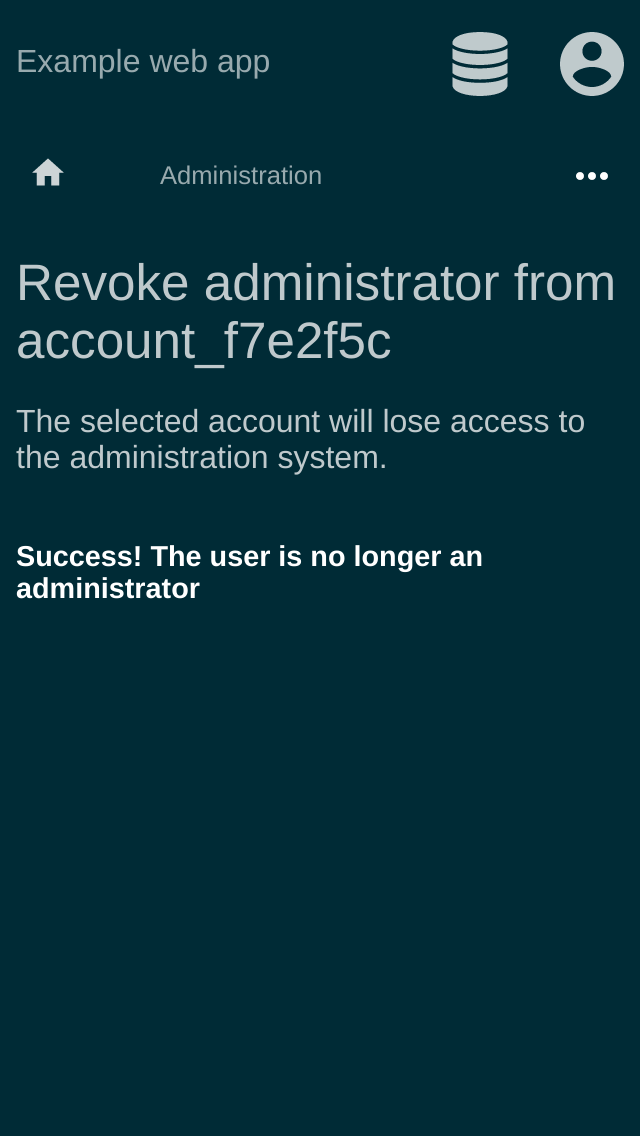 Example web app
Administration
Revoke administrator from
account_f7e2f5c
The selected account will lose access to
the administration system.
Success! The user is no longer an
administrator